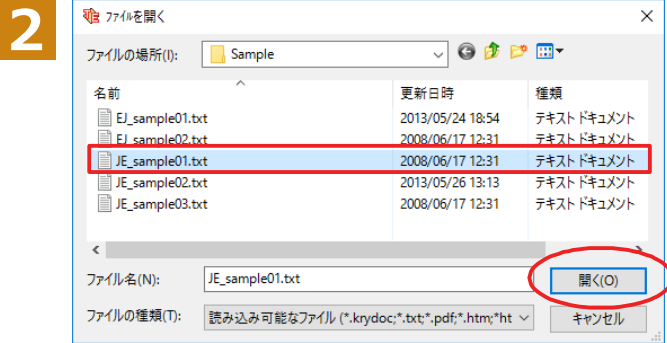 2
ファイルを開く
ファイルの場所(I): Sample
名前 更新日時 種類
EJ_sample01.txt 2013/05/24 18:54 テキスト ドキュメント
EJ_sample02.txt 2008/06/17 12:31 テキスト ドキュメント
JE_sample01.txt 2008/06/17 12:31 テキスト ドキュメント
JE_sample02.txt 2013/05/26 13:13 テキスト ドキュメント
JE_sample03.txt 2008/06/17 12:31 テキスト ドキュメント
ファイル名(N): JE_sample01.txt 開く(O)
ファイルの種類(T): 読み込み可能なファイル (*.krydoc;*.txt;*.pdf;*.htm;*ht キャンセル